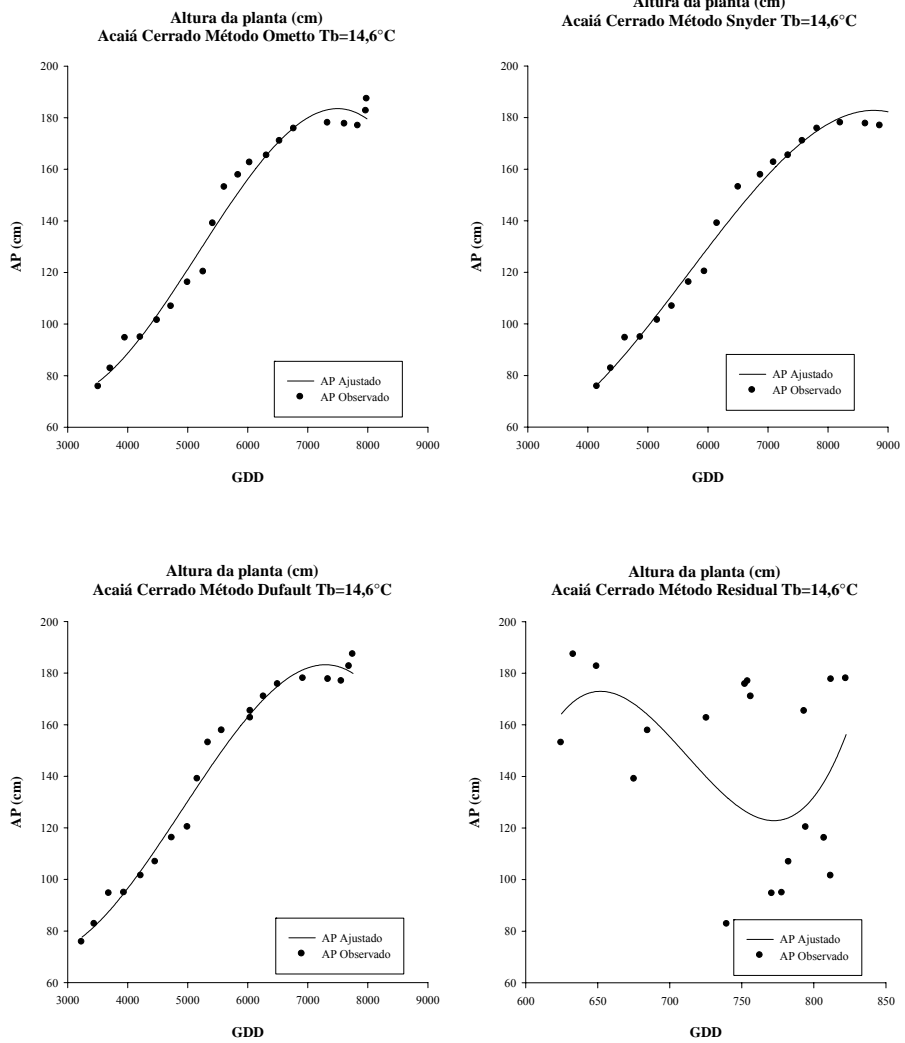 Altura da planta (cm)
Acaiá Cerrado Método Ometto Tb=14,6°C
200
180
160
140
120
100
80
60
AP (cm)
3000 4000 5000 6000 7000 8000 9000
GDD
AP Ajustado
AP Observado
Altura da planta (cm)
Acaiá Cerrado Método Snyder Tb=14,6°C
200
180
160
140
120
100
80
60
AP (cm)
3000 4000 5000 6000 7000 8000 9000
GDD
AP Ajustado
AP Observado
Altura da planta (cm)
Acaiá Cerrado Método Dufault Tb=14,6°C
200
180
160
140
120
100
80
60
AP (cm)
3000 4000 5000 6000 7000 8000 9000
GDD
AP Ajustado
AP Observado
Altura da planta (cm)
Acaiá Cerrado Método Residual Tb=14,6°C
200
180
160
140
120
100
80
60
AP (cm)
600 650 700 750 800 850
GDD
AP Ajustado
AP Observado